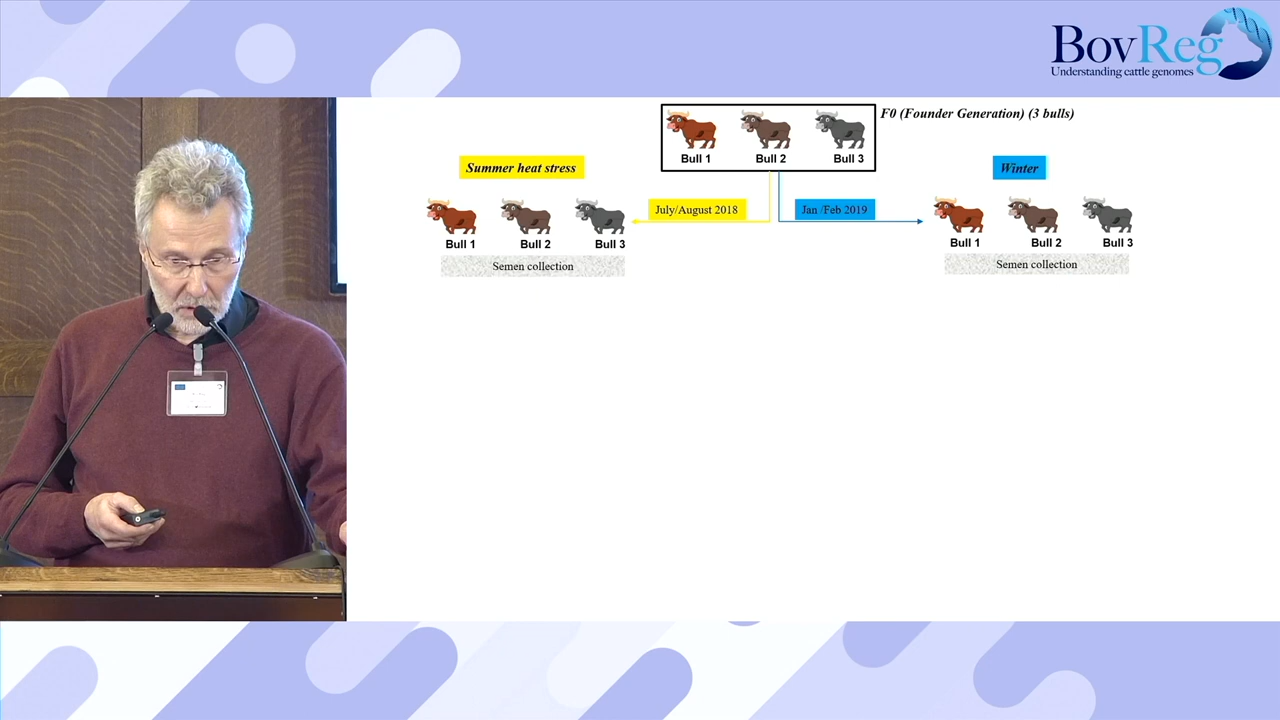 BovReg
Understanding cattle genomes
F0 (Founder Generation) (3 bulls)
Bull 1
Bull 2
Bull 3
Summer heat stress
Winter
July/August 2018
Jan /Feb 2019
Bull 1
Bull 2
Bull 3
Semen collection
Bull 1
Bull 2
Bull 3
Semen collection